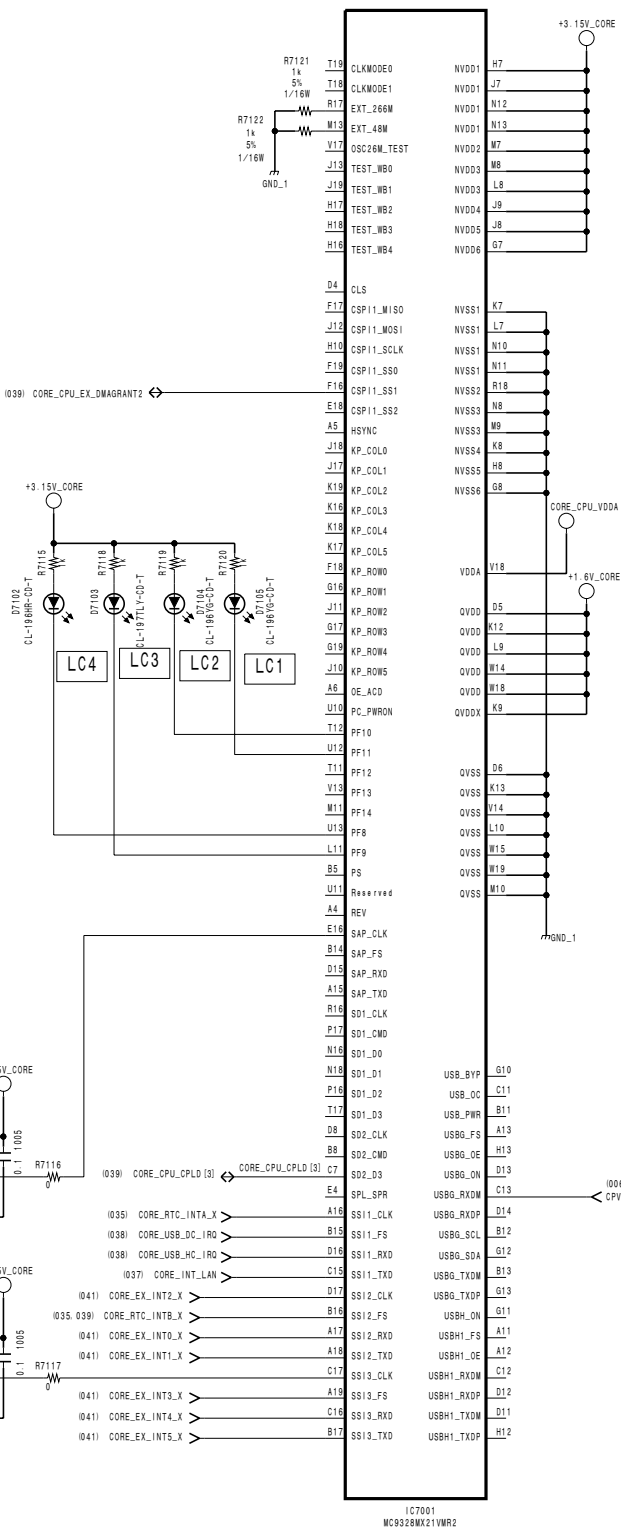 +3.15V_CORE
R7121
1k
5%
1/16W
R7122
1k
5%
1/16W
GND_1
T19 CLKMODE0 NVDD1 H7
T18 CLKMODE1 NVDD1 J7
R17 EXT_266M NVDD1 N12
M13 EXT_48M NVDD1 N13
V17 OSC26M_TEST NVDD2 M7
J13 TEST_WB0 NVDD3 M8
J19 TEST_WB1 NVDD3 L8
H17 TEST_WB2 NVDD4 J9
H18 TEST_WB3 NVDD5 J8
H16 TEST_WB4 NVDD6 G7
D4 CLS
F17 CSPI1_MISO NVSS1 K7
J12 CSPI1_MOSI NVSS1 L7
H10 CSPI1_SCLK NVSS1 N10
F19 CSPI1_SS0 NVSS1 N11
(039) CORE_CPU_EX_DMAGRANT2 F16 CSPI1_SS1 NVSS2 R18
E18 CSPI1_SS2 NVSS3 N8
A5 HSYNC NVSS3 M9
J18 KP_COL0 NVSS4 K8
J17 KP_COL1 NVSS5 H8
K19 KP_COL2 NVSS6 G8
K16 KP_COL3
K18 KP_COL4
K17 KP_COL5
CORE_CPU_VDDA
F18 KP_ROW0 VDDA V18
G16 KP_ROW1
+1.6V_CORE
J11 KP_ROW2 QVDD D5
G17 KP_ROW3 QVDD K12
G19 KP_ROW4 QVDD L9
J10 KP_ROW5 QVDD W14
A6 OE_ACD QVDD W18
U10 PC_PWRON QVDDX K9
+3.15V_CORE
R7115
1k
R7118
1k
R7119
1k
R7120
1k
D7102
CL-196HR-CD-T
D7103
CL-197TLY-CD-T
D7104
CL-196YG-CD-T
D7105
CL-196YG-CD-T
LC4
LC3
LC2
LC1
T12 PF10
U12 PF11
T11 PF12 QVSS D6
V13 PF13 QVSS K13
M11 PF14 QVSS V14
U13 PF8 QVSS L10
L11 PF9 QVSS W15
B5 PS QVSS W19
U11 Reserved QVSS M10
A4 REV
GND_1
E16 SAP_CLK
B14 SAP_FS
D15 SAP_RXD
A15 SAP_TXD
R16 SD1_CLK
P17 SD1_CMD
N16 SD1_D0
N18 SD1_D1 USB_BYP G10
P16 SD1_D2 USB_OC C11
T17 SD1_D3 USB_PWR B11
D8 SD2_CLK USBG_FS A13
B8 SD2_CMD USBG_OE H13
(039) CORE_CPU_CPLD[3] CORE_CPU_CPLD[3] C7 SD2_D3 USBG_ON D13
E4 SPL_SPR USBG_RXDM C13
(006
CPV
(035) CORE_RTC_INTA_X A16 SSI1_CLK USBG_RXDP D14
(038) CORE_USB_DC_IRQ B15 SSI1_FS USBG_SCL B12
(038) CORE_USB_HC_IRQ D16 SSI1_RXD USBG_SDA G12
(037) CORE_INT_LAN C15 SSI1_TXD USBG_TXDM B13
(041) CORE_EX_INT2_X D17 SSI2_CLK USBG_TXDP G13
(035,039) CORE_RTC_INTB_X B16 SSI2_FS USBH_ON G11
(041) CORE_EX_INT0_X A17 SSI2_RXD USBH1_FS A11
(041) CORE_EX_INT1_X A18 SSI2_TXD USBH1_OE A12
C17 SSI3_CLK USBH1_RXDM C12
(041) CORE_EX_INT3_X A19 SSI3_FS USBH1_RXDP D12
(041) CORE_EX_INT4_X C16 SSI3_RXD USBH1_TXDM D11
(041) CORE_EX_INT5_X B17 SSI3_TXD USBH1_TXDP H12
5V_CORE
0.1 1005
R7116
0
5V_CORE
0.1 1005
R7117
0
IC7001
MC9328MX21VMR2